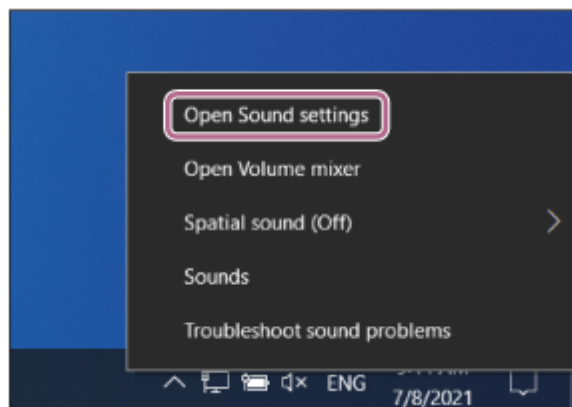 Open Sound settings
Open Volume mixer
Spatial sound (Off)
Sounds
Troubleshoot sound problems
ENG
7/8/2021